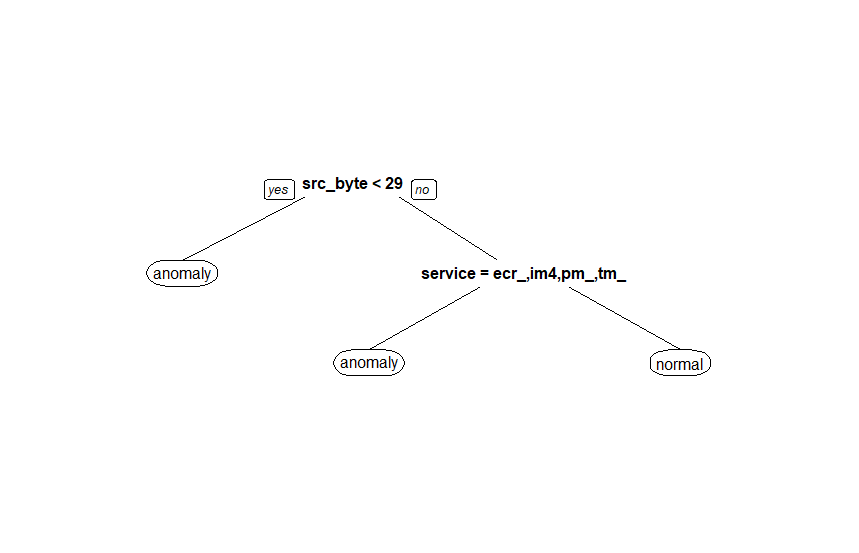 yes src_byte < 29 no
anomaly
service = ecr_,im4,pm_,tm_
anomaly
normal